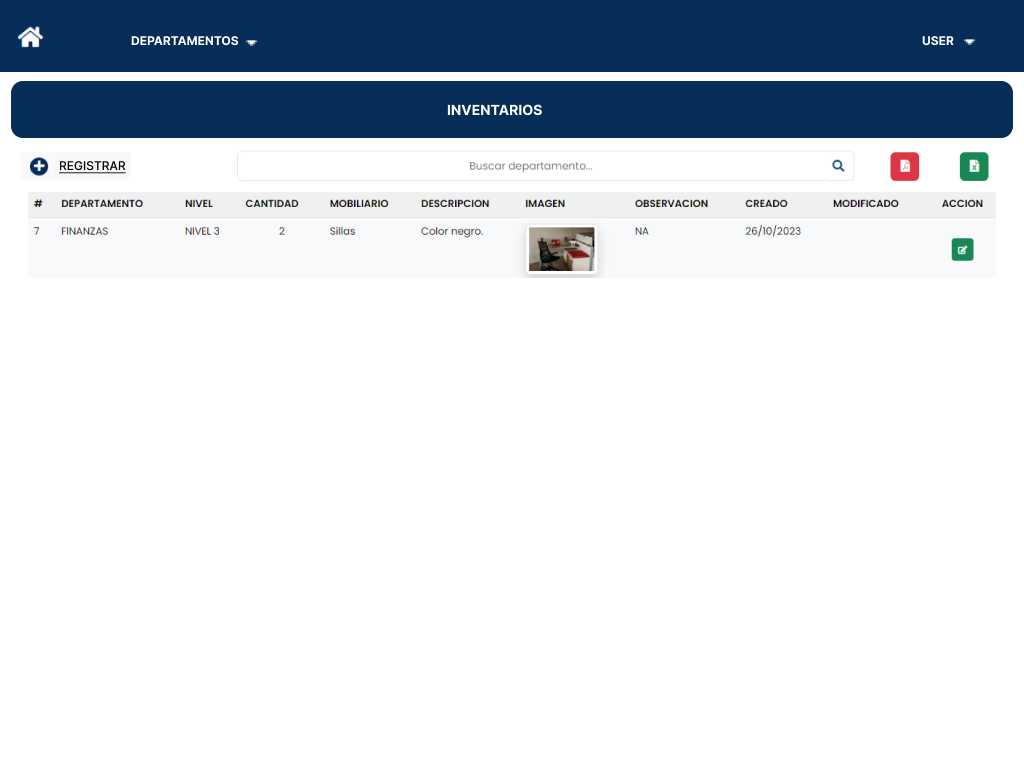 DEPARTAMENTOS USER
INVENTARIOS
REGISTRAR Buscar departamento...
# DEPARTAMENTO NIVEL CANTIDAD MOBILIARIO DESCRIPCION IMAGEN OBSERVACION CREADO MODIFICADO ACCION
7 FINANZAS NIVEL 3 2 Sillas Color negro. NA 26/10/2023